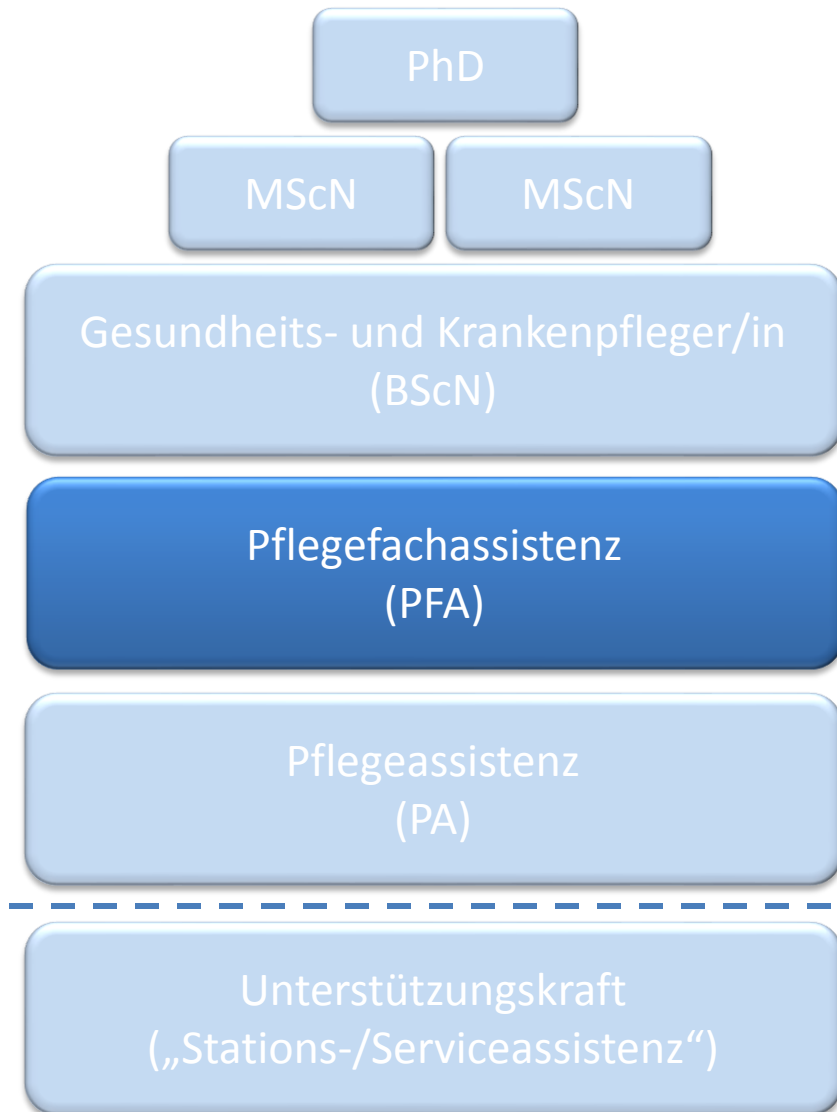 PhD
MScN MScN
Gesundheits- und Krankenpfleger/in
(BScN)
Pflegefachassistenz
(PFA)
Pflegeassistenz
(PA)
Unterstützungskraft
(„Stations-/Serviceassistenz“)